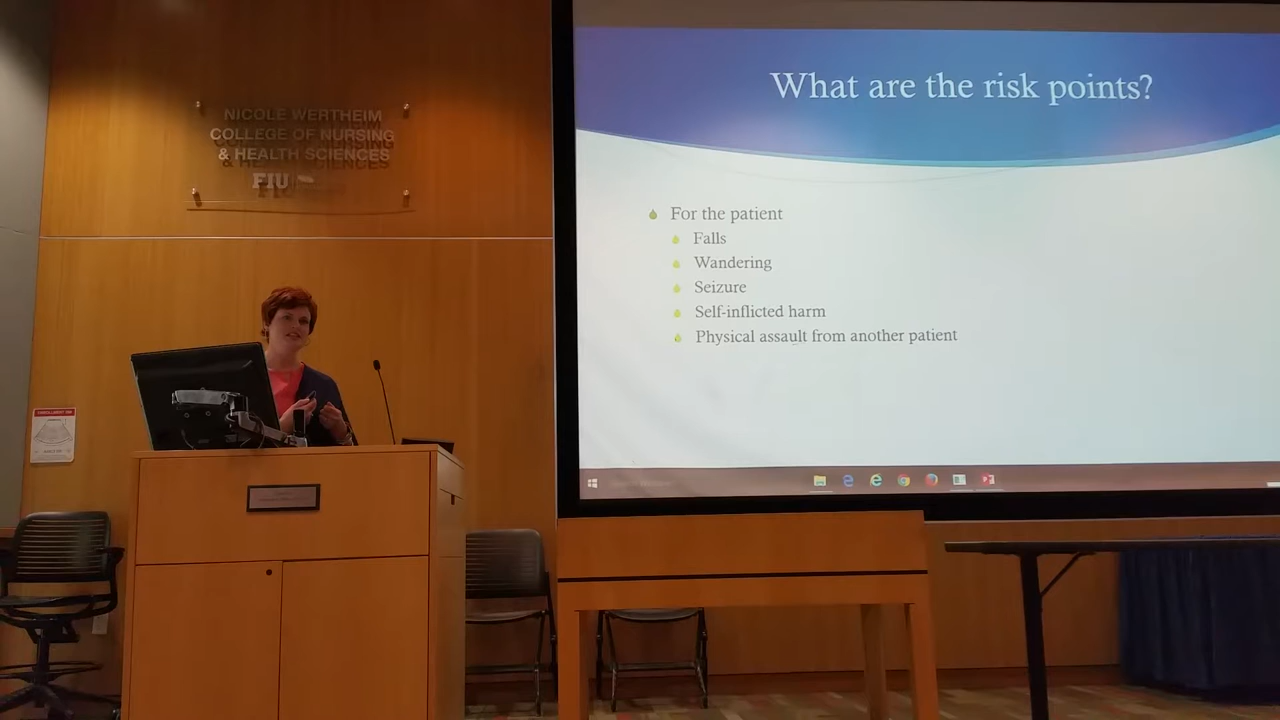 NICOLE WERTHEIM
COLLEGE OF NURSING
& HEALTH SCIENCES
FIU
What are the risk points?
For the patient
Falls
Wandering
Seizure
Self-inflicted harm
Physical assault from another patient